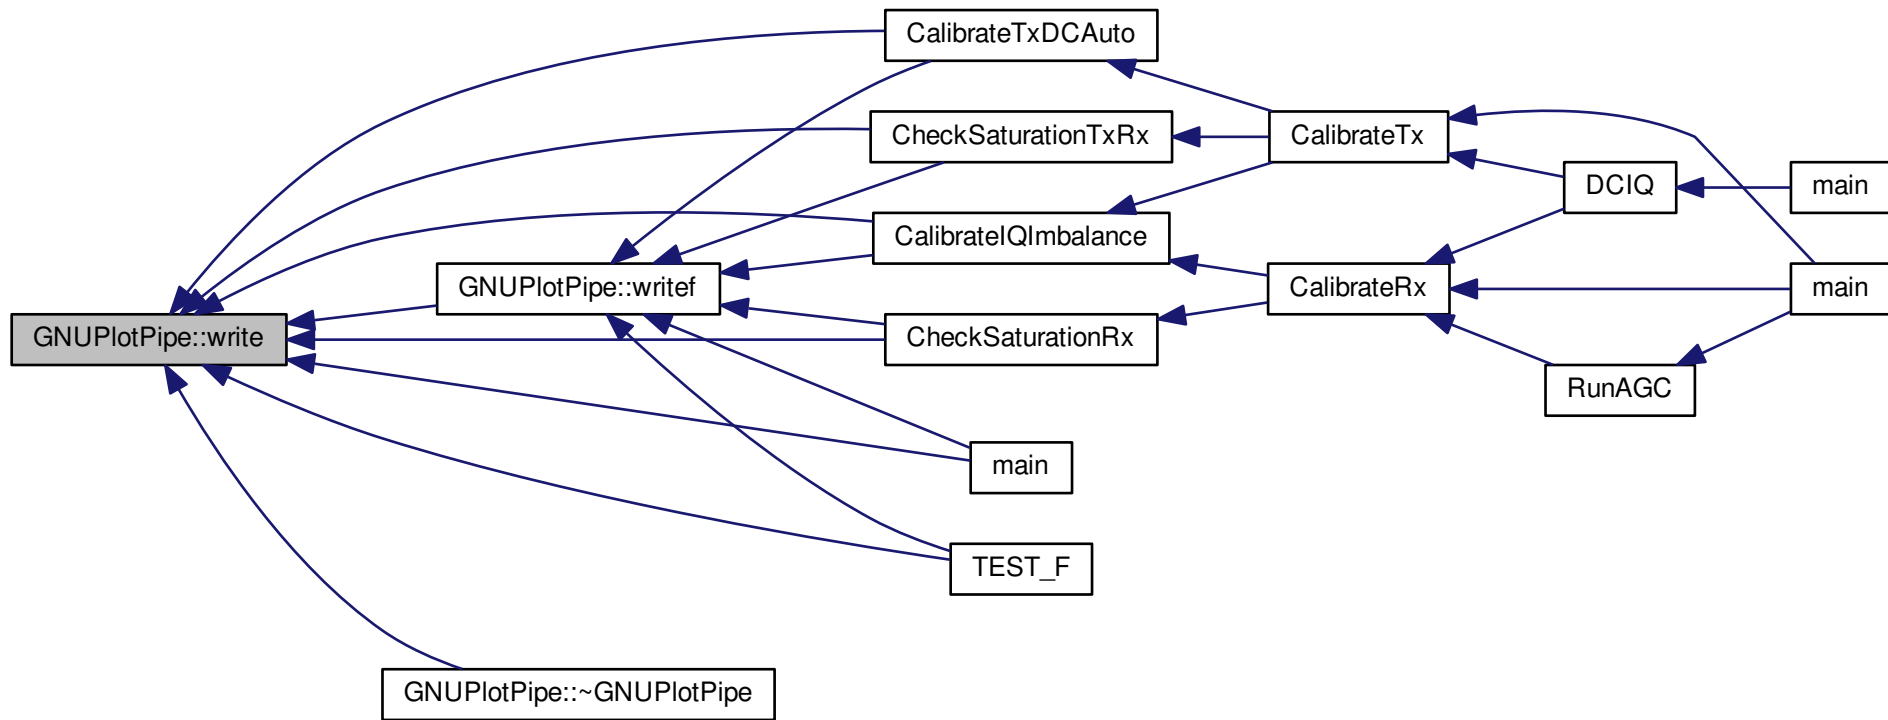 CalibrateTxDCAuto
CheckSaturationTxRx
CalibrateTx
DCIQ
main
CalibrateIQImbalance
GNUPlotPipe::writef
CalibrateRx
main
GNUPlotPipe::write
CheckSaturationRx
RunAGC
main
TEST_F
GNUPlotPipe::~GNUPlotPipe